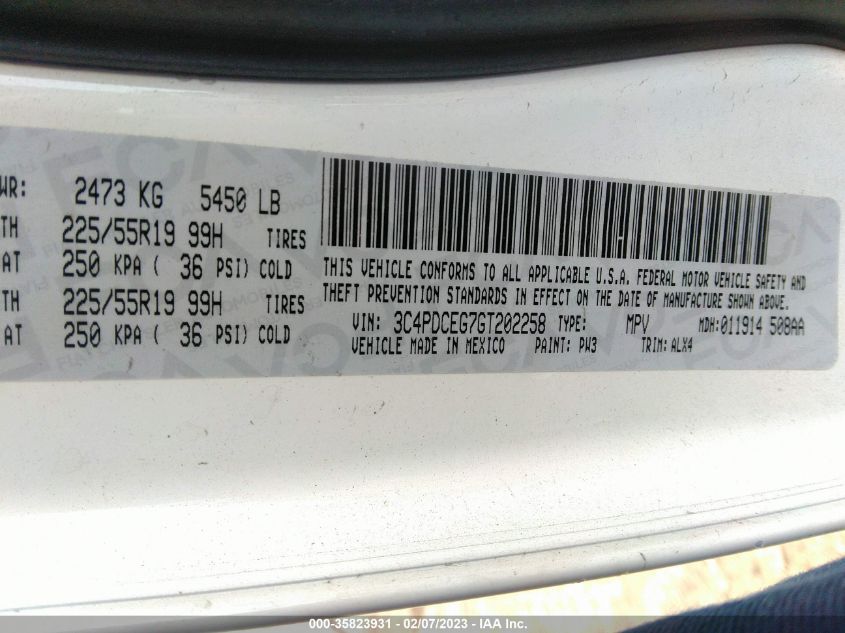 WR: 2473 KG 5450 LB
TH 225/55R19 99H TIRES
AT 250 KPA ( 36 PSI) COLD
TH 225/55R19 99H TIRES
AT 250 KPA ( 36 PSI) COLD
THIS VEHICLE CONFORMS TO ALL APPLICABLE U.S.A. FEDERAL MOTOR VEHICLE SAFETY AND
THEFT PREVENTION STANDARDS IN EFFECT ON THE DATE OF MANUFACTURE SHOWN ABOVE.
VIN: 3C4PDCEG7GT202258 TYPE: MPV MDH:011914 508AA
VEHICLE MADE IN MEXICO PAINT: PW3 TRIM: ALX4
000-35823931 - 02/07/2023 - IAA Inc.